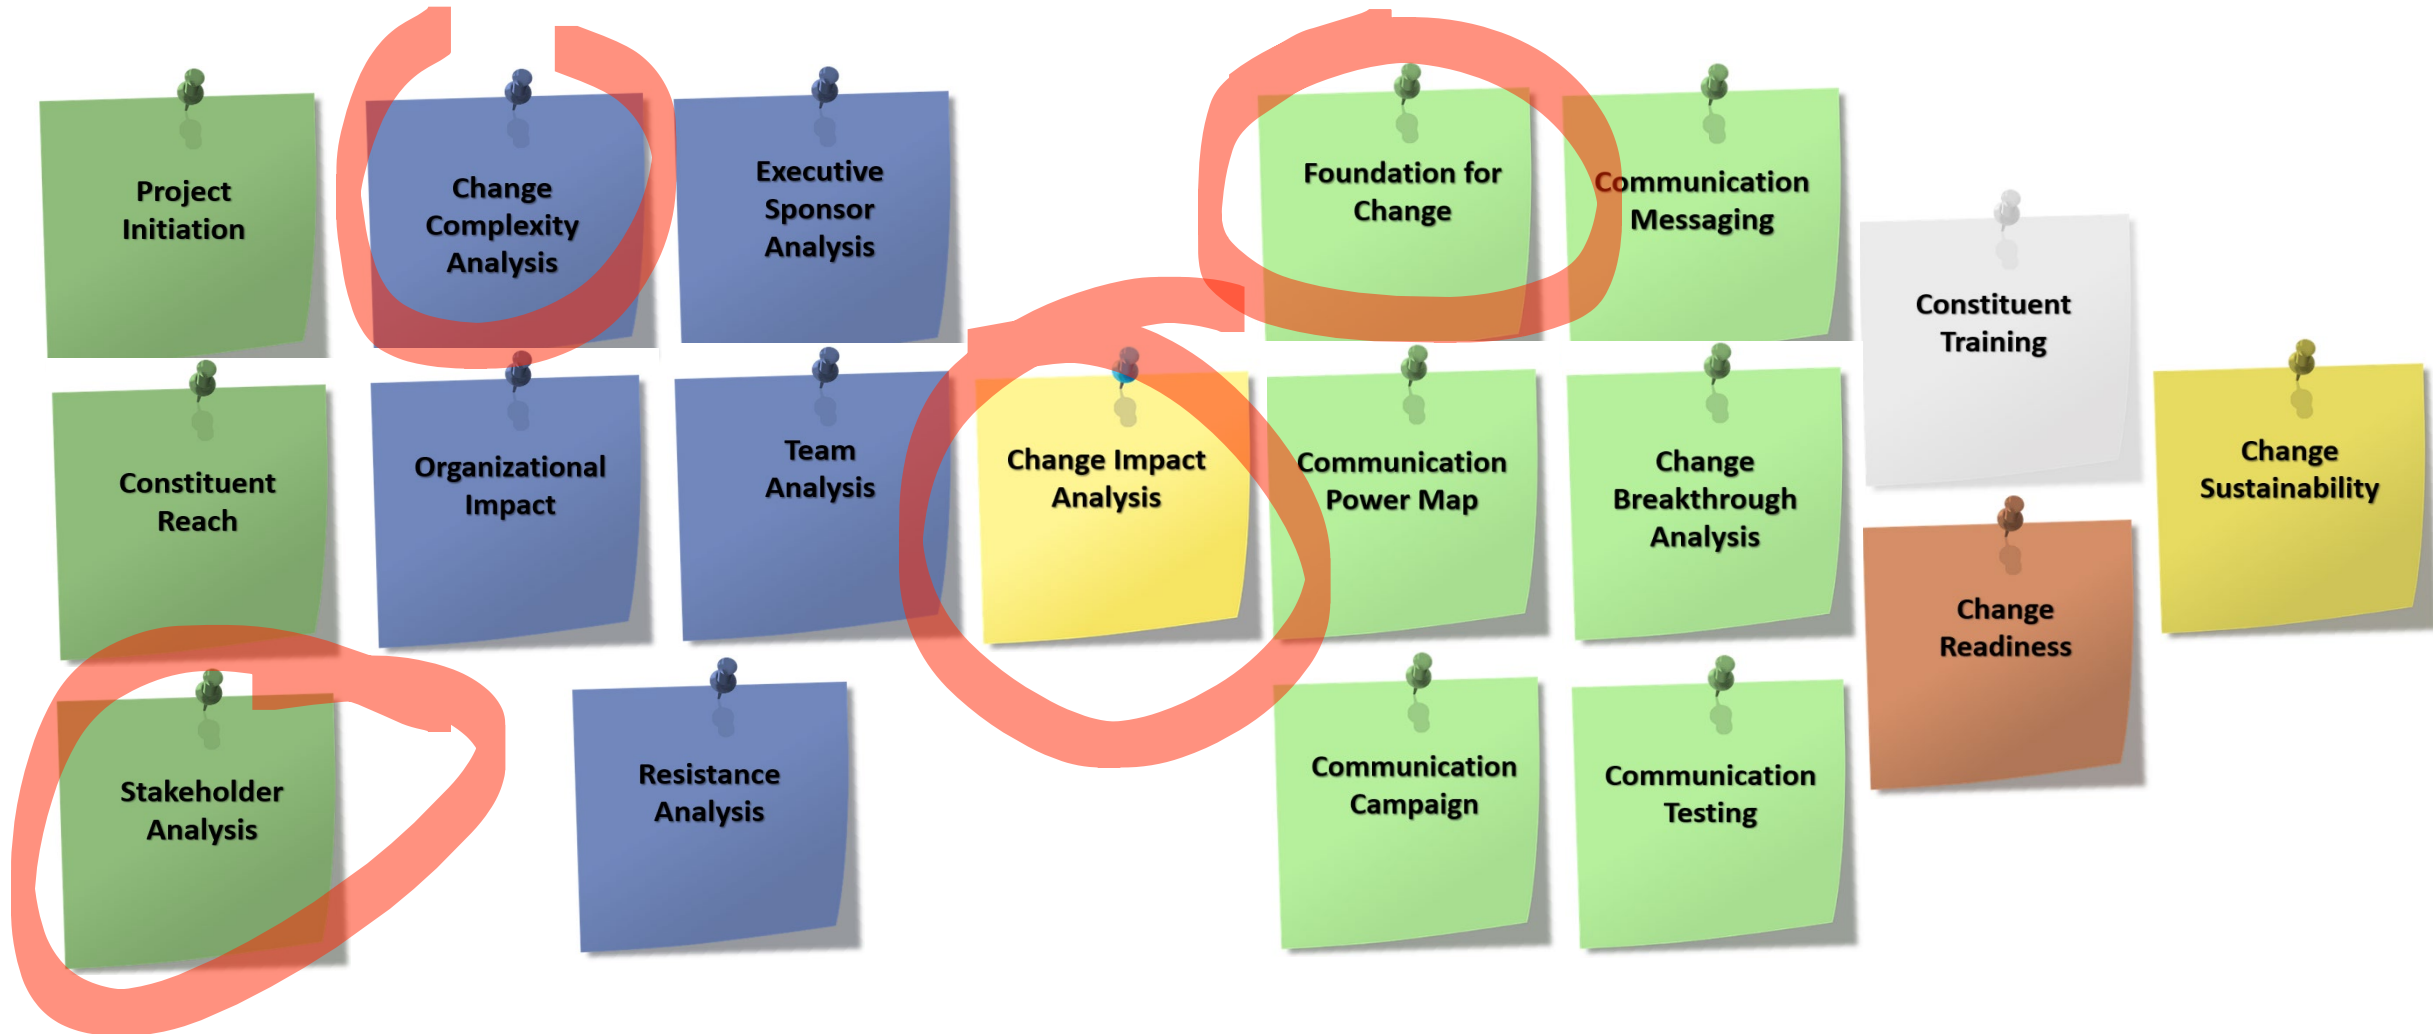 Project
Initiation
Change
Complexity
Analysis
Executive
Sponsor
Analysis
Foundation for
Change
Communication
Messaging
Constituent
Training
Constituent
Reach
Organizational
Impact
Team
Analysis
Change Impact
Analysis
Communication
Power Map
Change
Breakthrough
Analysis
Change
Sustainability
Change
Readiness
Stakeholder
Analysis
Resistance
Analysis
Communication
Campaign
Communication
Testing